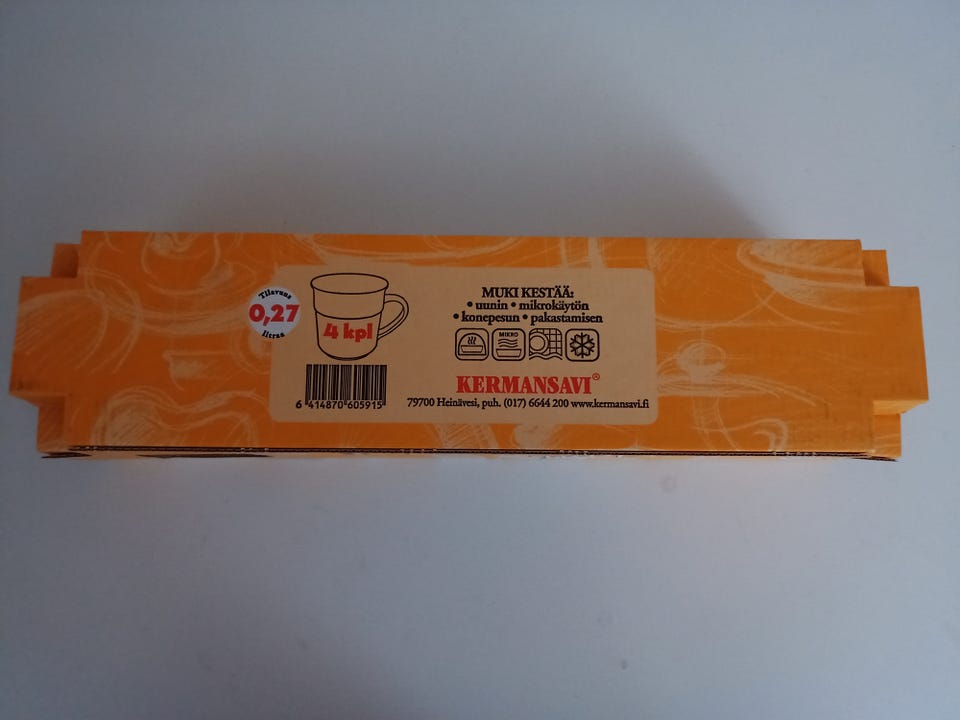 Tilavuus
0,27
litraa
4 kpl
6 414870 605915
MUKI KESTÄÄ:
• uunin • mikrokäytön
• konepesun • pakastamisen
MIKRO
KERMANSAVI®
79700 Heinävesi, puh. (017) 6644 200 www.kermansavi.fi